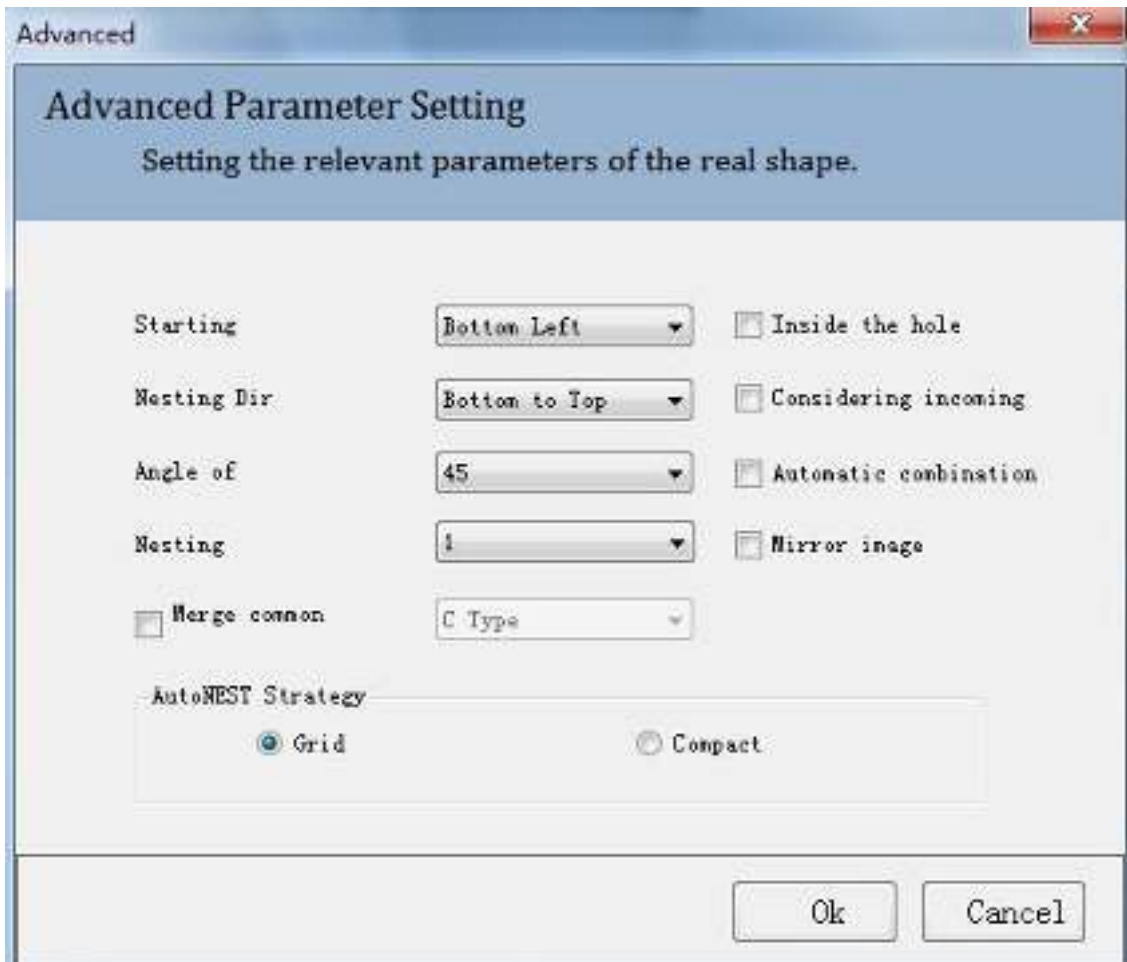 Advanced
Advanced Parameter Setting
Setting the relevant parameters of the real shape.
Starting
Bottom Left
Inside the hole
Nesting Dir
Bottom to Top
Considering incoming
Angle of
45
Automatic combination
Nesting
1
Mirror image
Merge common
C Type
AutoNEST Strategy
Grid
Compact
Ok
Cancel